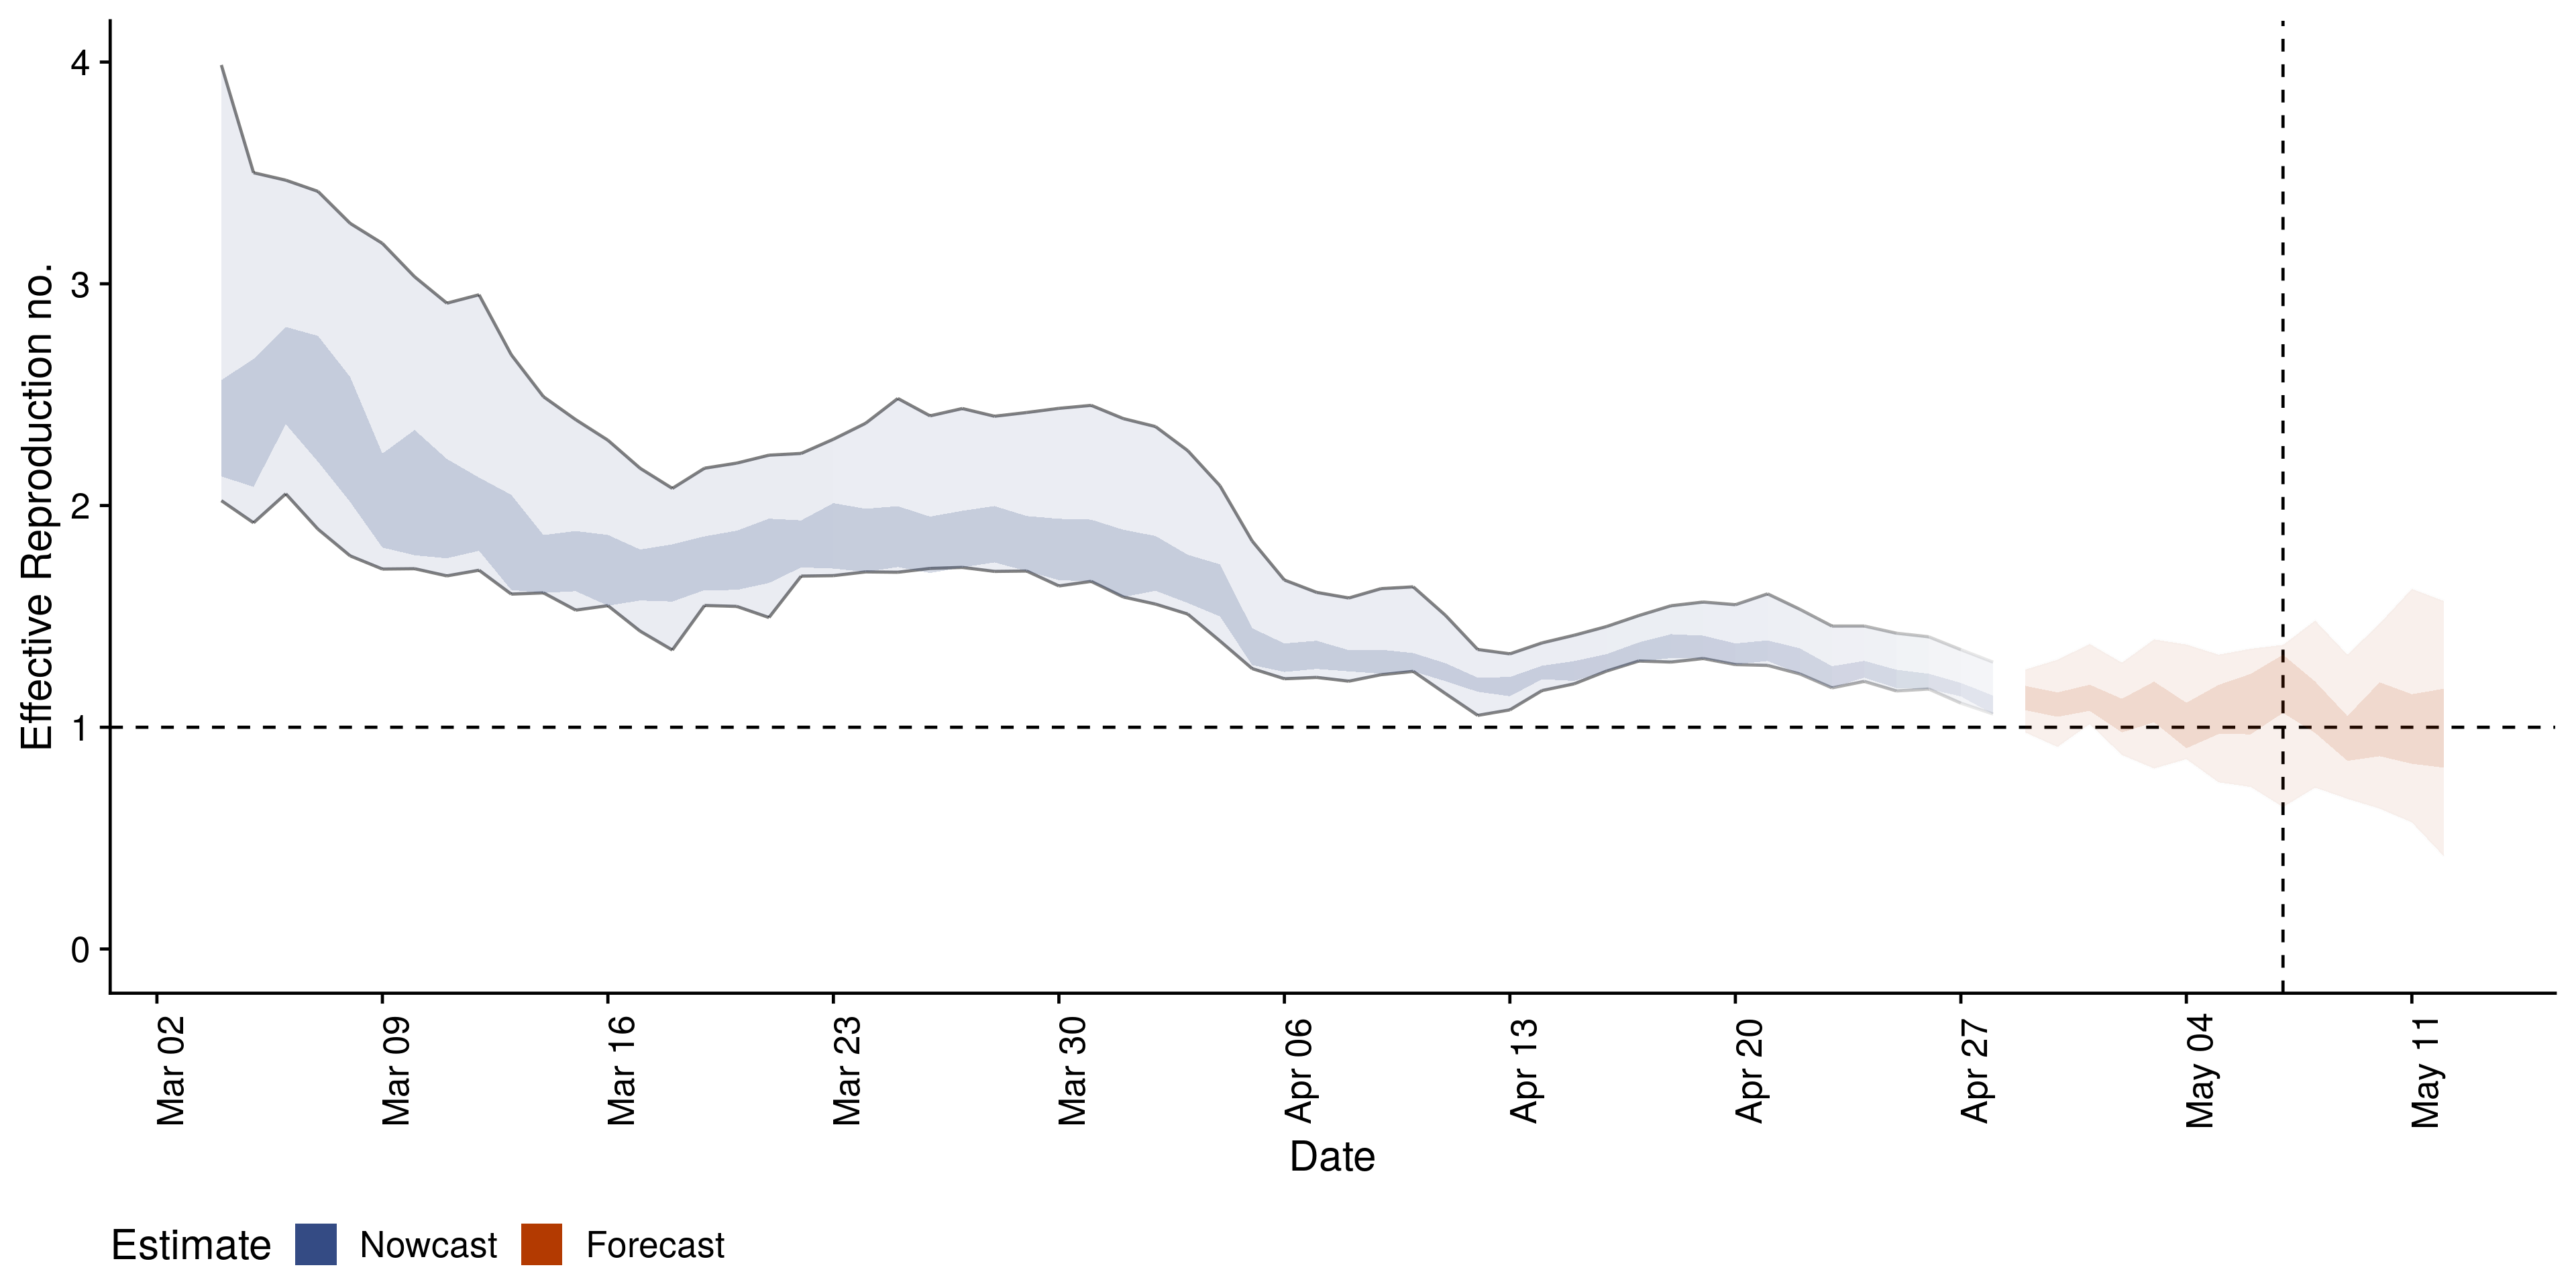 Effective Reproduction no.
4
3
2
1
0
Mar 02
Mar 09
Mar 16
Mar 23
Mar 30
Apr 06
Apr 13
Apr 20
Apr 27
May 04
May 11
Date
Estimate Nowcast Forecast